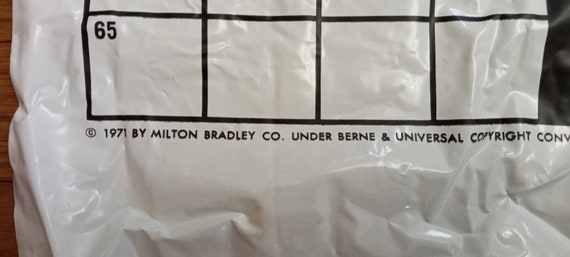 65
© 1971 BY MILTON BRADLEY CO. UNDER BERNE & UNIVERSAL COPYRIGHT CONV